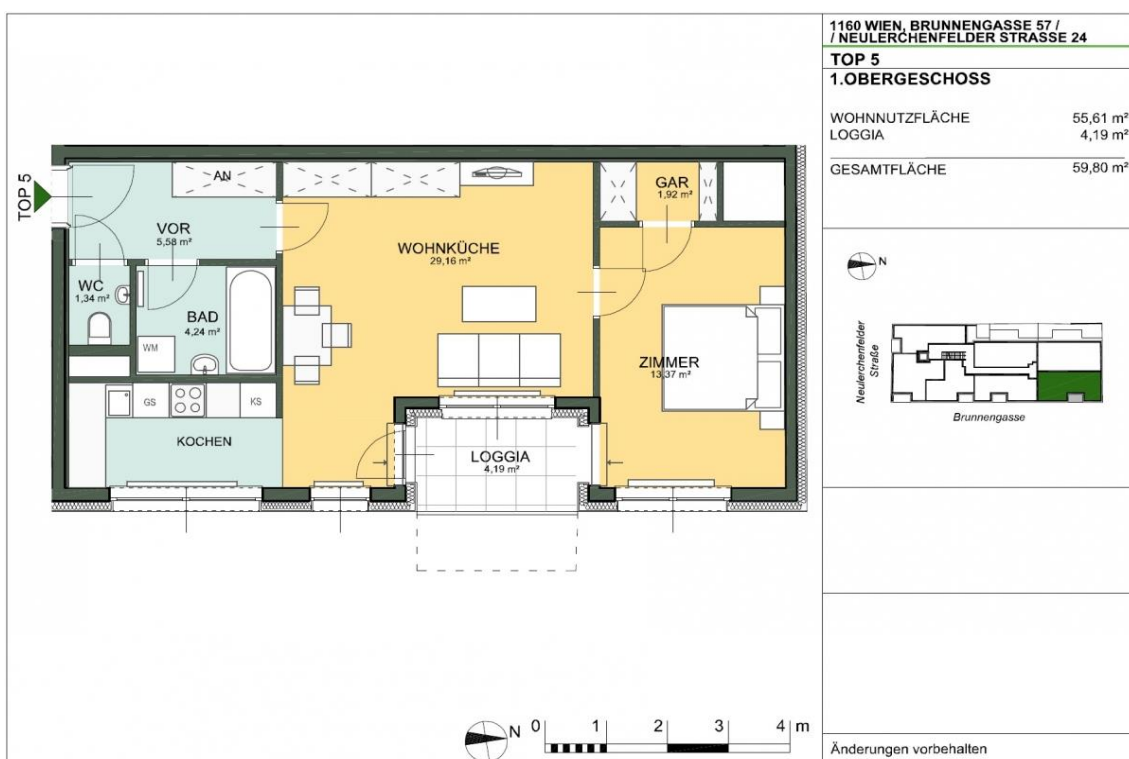 1160 WIEN, BRUNNENGASSE 57 /
/ NEULERCHENFELDER STRASSE 24
TOP 5
1.OBERGESCHOSS
WOHNNUTZFLÄCHE 55,61 m²
LOGGIA 4,19 m²
GESAMTFLÄCHE 59,80 m²
N
Neulerchenfelder
Straße
Brunnengasse
Änderungen vorbehalten
TOP 5
AN
VOR
5,58 m²
WC
1,34 m²
BAD
4,24 m²
WM
GS
KS
KOCHEN
WOHNKÜCHE
29,16 m²
GAR
1,92 m²
ZIMMER
13,37 m²
LOGGIA
4,19 m²
N
0 1 2 3 4 m